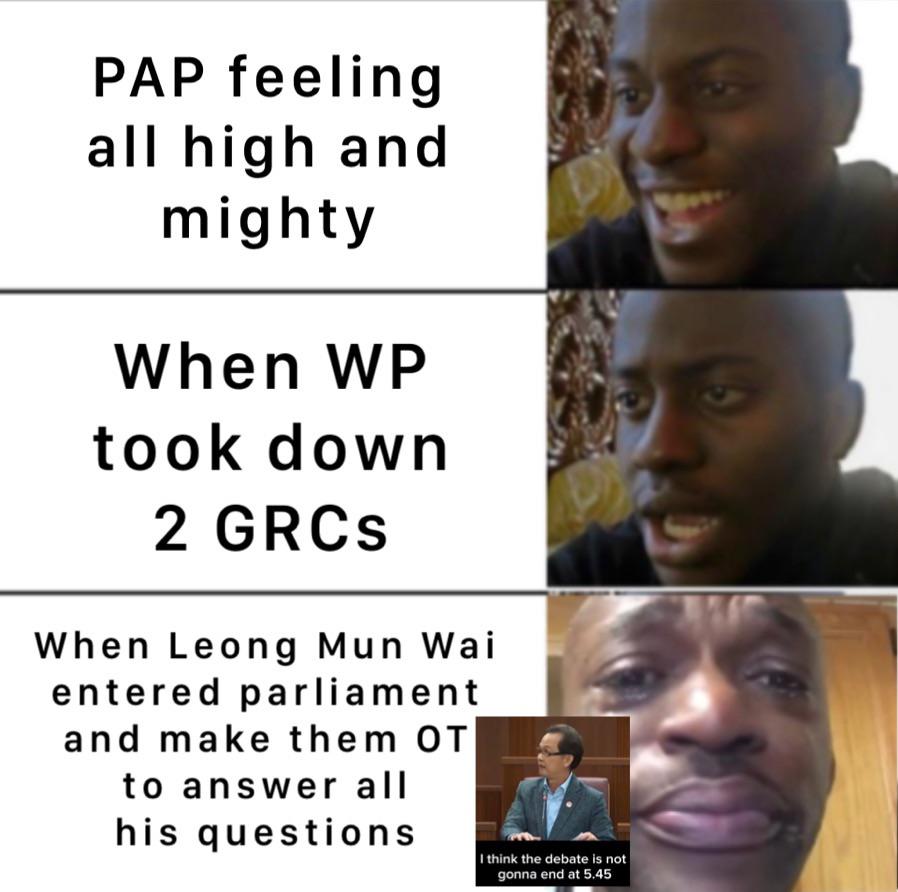 PAP feeling
all high and
mighty
When WP
took down
2 GRCs
When Leong Mun Wai
entered parliament
and make them OT
to answer all
his questions
I think the debate is not
gonna end at 5.45